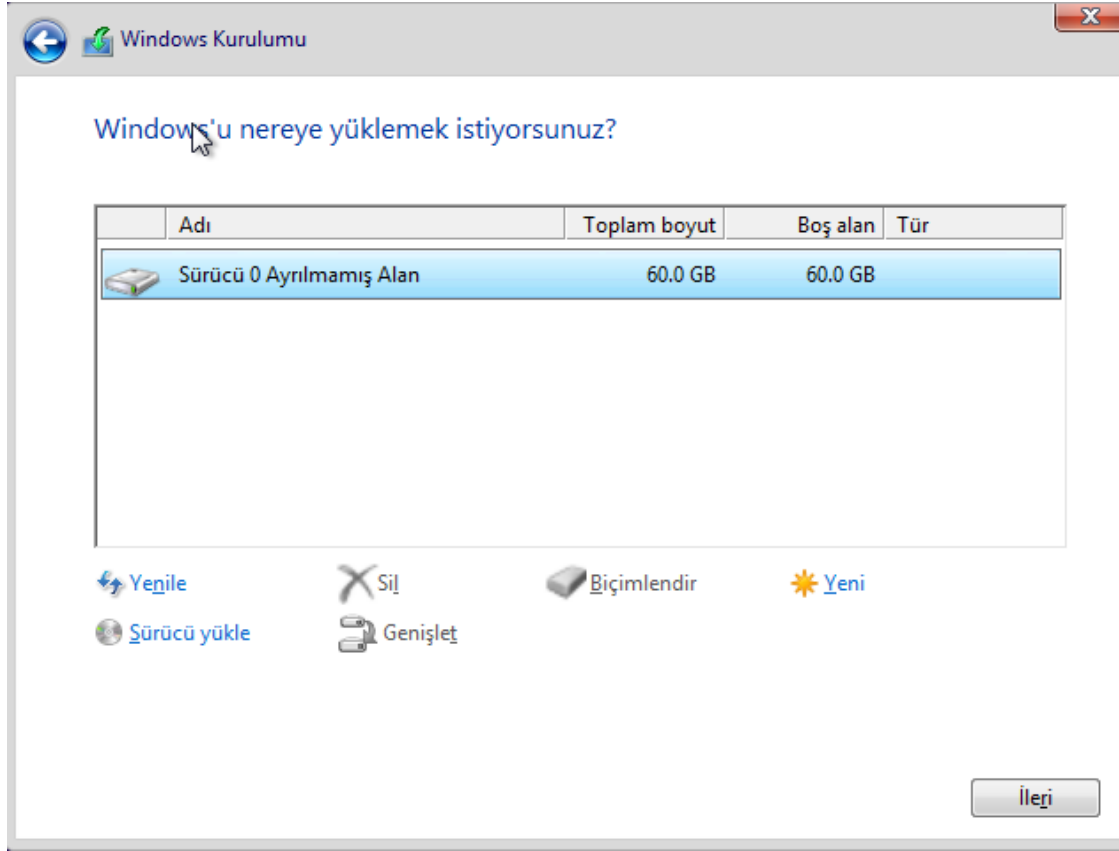 Windows Kurulumu
Windows'u nereye yüklemek istiyorsunuz?
Adı Toplam boyut Boş alan Tür
Sürücü 0 Ayrılmamış Alan 60.0 GB 60.0 GB
Yenile Sil Biçimlendir Yeni
Sürücü yükle Genişlet
İleri